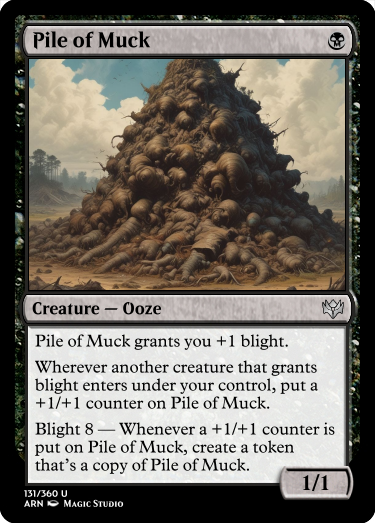 Pile of Muck
Creature — Ooze
Pile of Muck grants you +1 blight.
Wherever another creature that grants
blight enters under your control, put a
+1/+1 counter on Pile of Muck.
Blight 8 — Whenever a +1/+1 counter is
put on Pile of Muck, create a token
that's a copy of Pile of Muck.
1/1
131/360 U
ARN Magic Studio